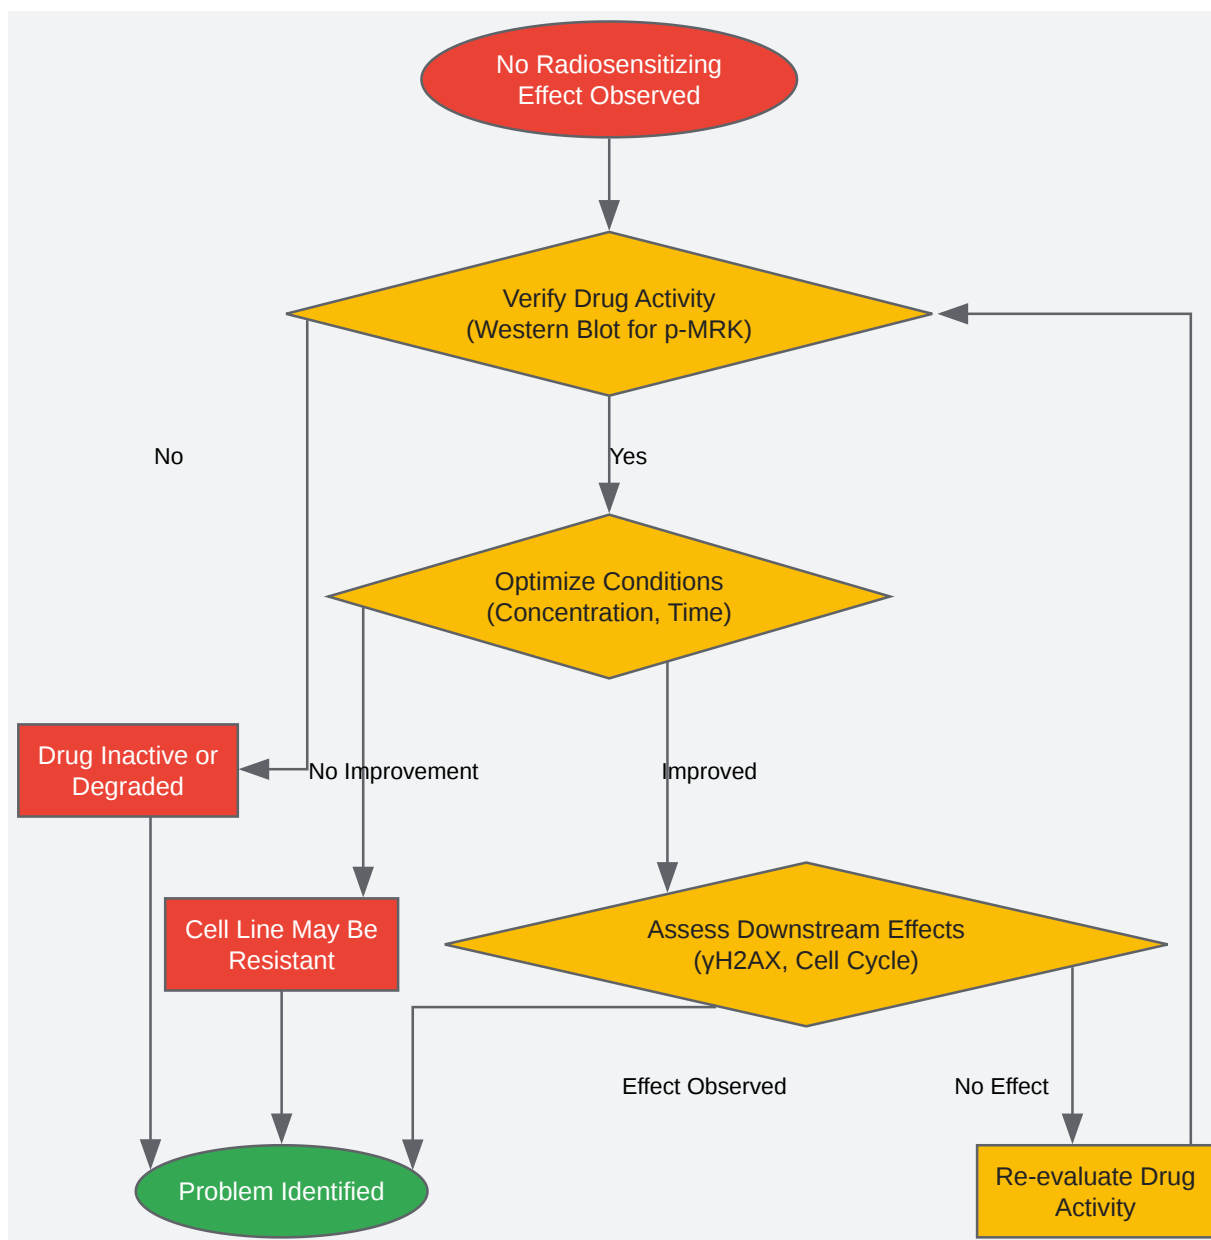 No Radiosensitizing
Effect Observed
Verify Drug Activity
(Western Blot for p-MRK)
No
Yes
Optimize Conditions
(Concentration, Time)
Drug Inactive or
Degraded
No Improvement
Improved
Cell Line May Be
Resistant
Assess Downstream Effects
(γH2AX, Cell Cycle)
Effect Observed
No Effect
Problem Identified
Re-evaluate Drug
Activity